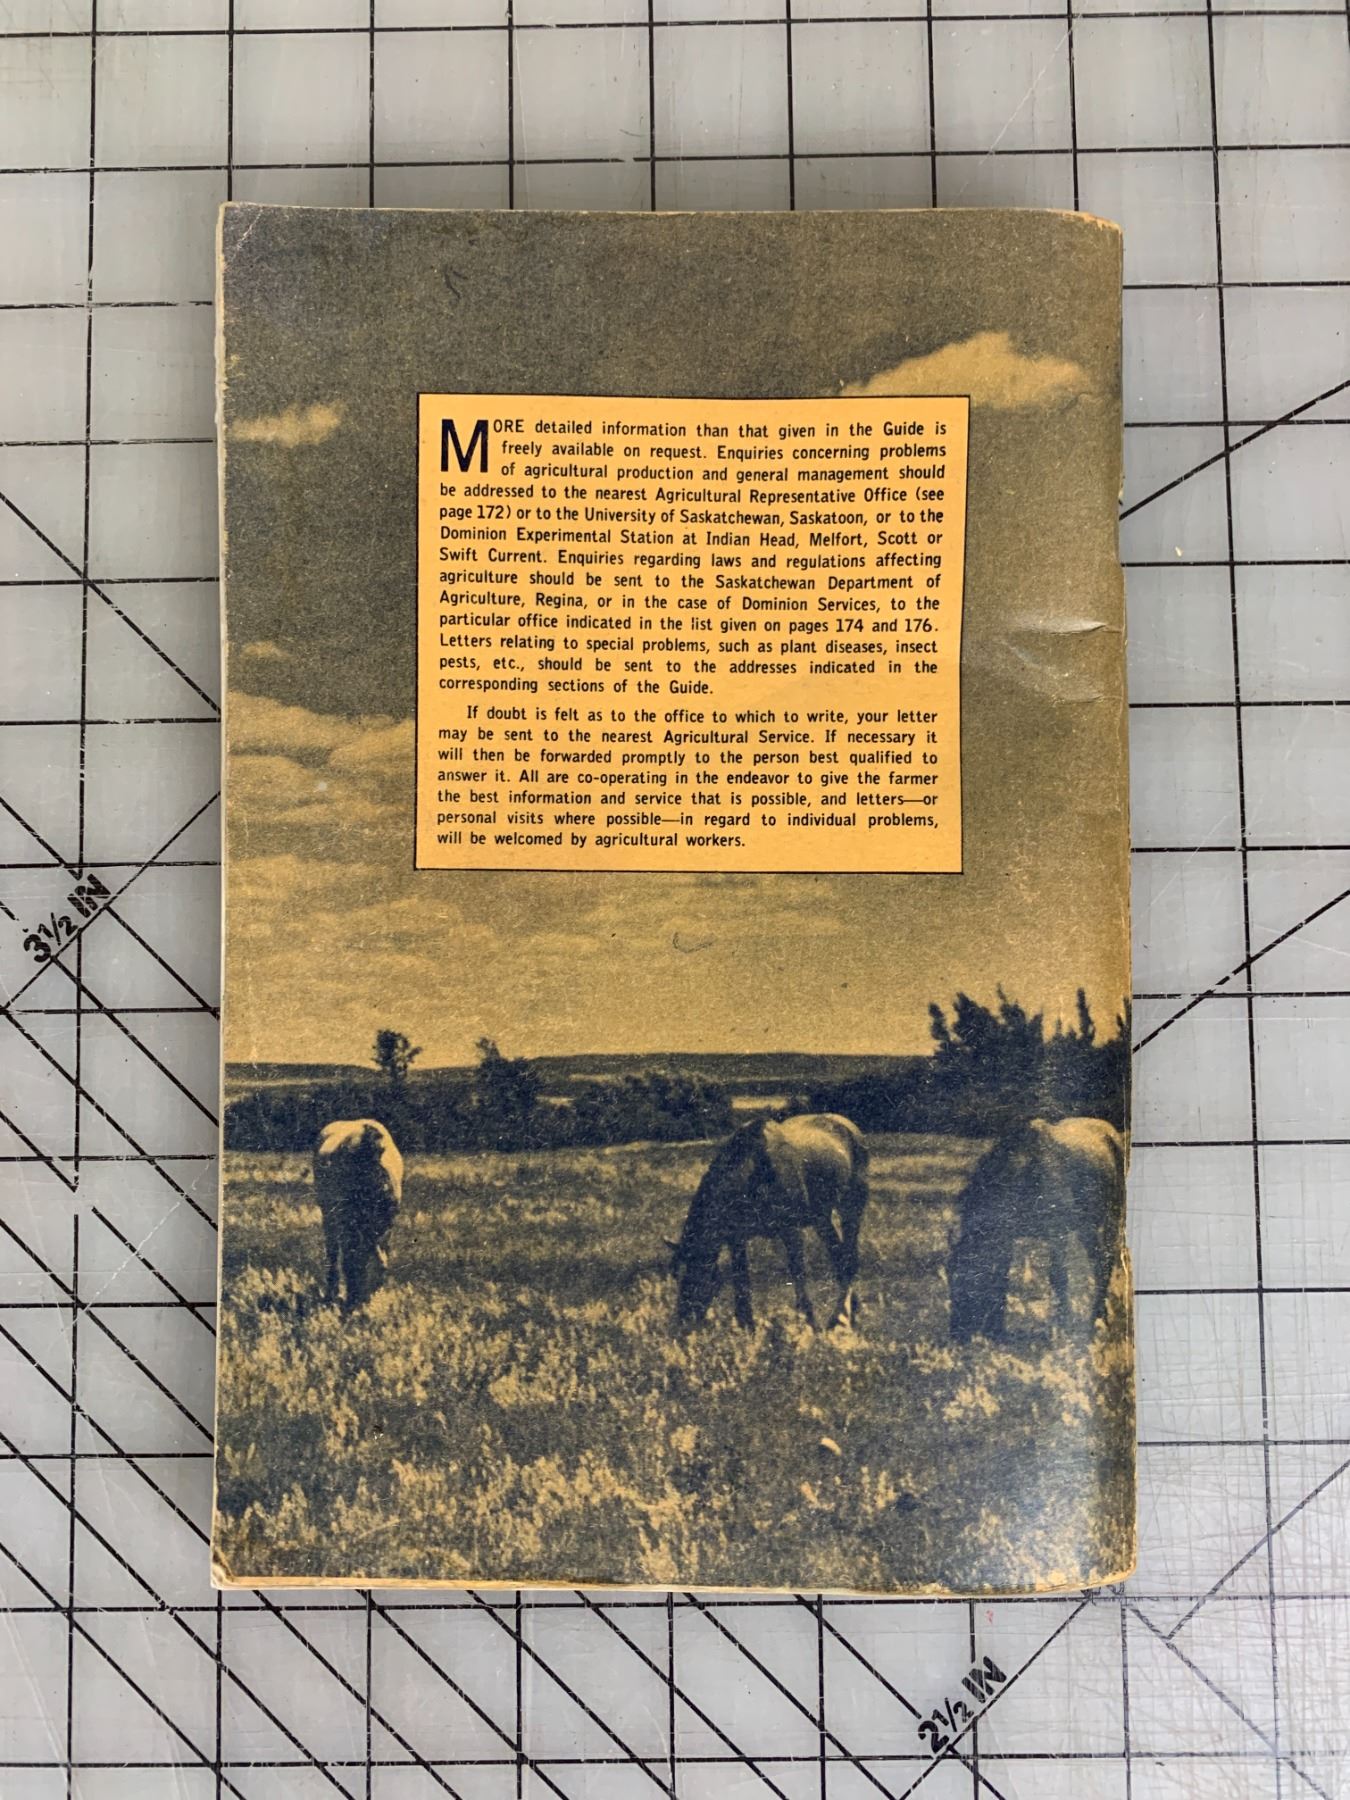 MORE detailed information than that given in the Guide is
freely available on request. Enquiries concerning problems
of agricultural production and general management should
be addressed to the nearest Agricultural Representative Office (see
page 172) or to the University of Saskatchewan, Saskatoon, or to the
Dominion Experimental Station at Indian Head, Melfort, Scott or
Swift Current. Enquiries regarding laws and regulations affecting
agriculture should be sent to the Saskatchewan Department of
Agriculture, Regina, or in the case of Dominion Services, to the
particular office indicated in the list given on pages 174 and 176.
Letters relating to special problems, such as plant diseases, insect
pests, etc., should be sent to the addresses indicated in the
corresponding sections of the Guide.
If doubt is felt as to the office to which to write, your letter
may be sent to the nearest Agricultural Service. If necessary it
will then be forwarded promptly to the person best qualified to
answer it. All are co-operating in the endeavor to give the farmer
the best information and service that is possible, and letters—or
personal visits where possible—in regard to individual problems,
will be welcomed by agricultural workers.
3 1/2 IN
2 1/2 IN